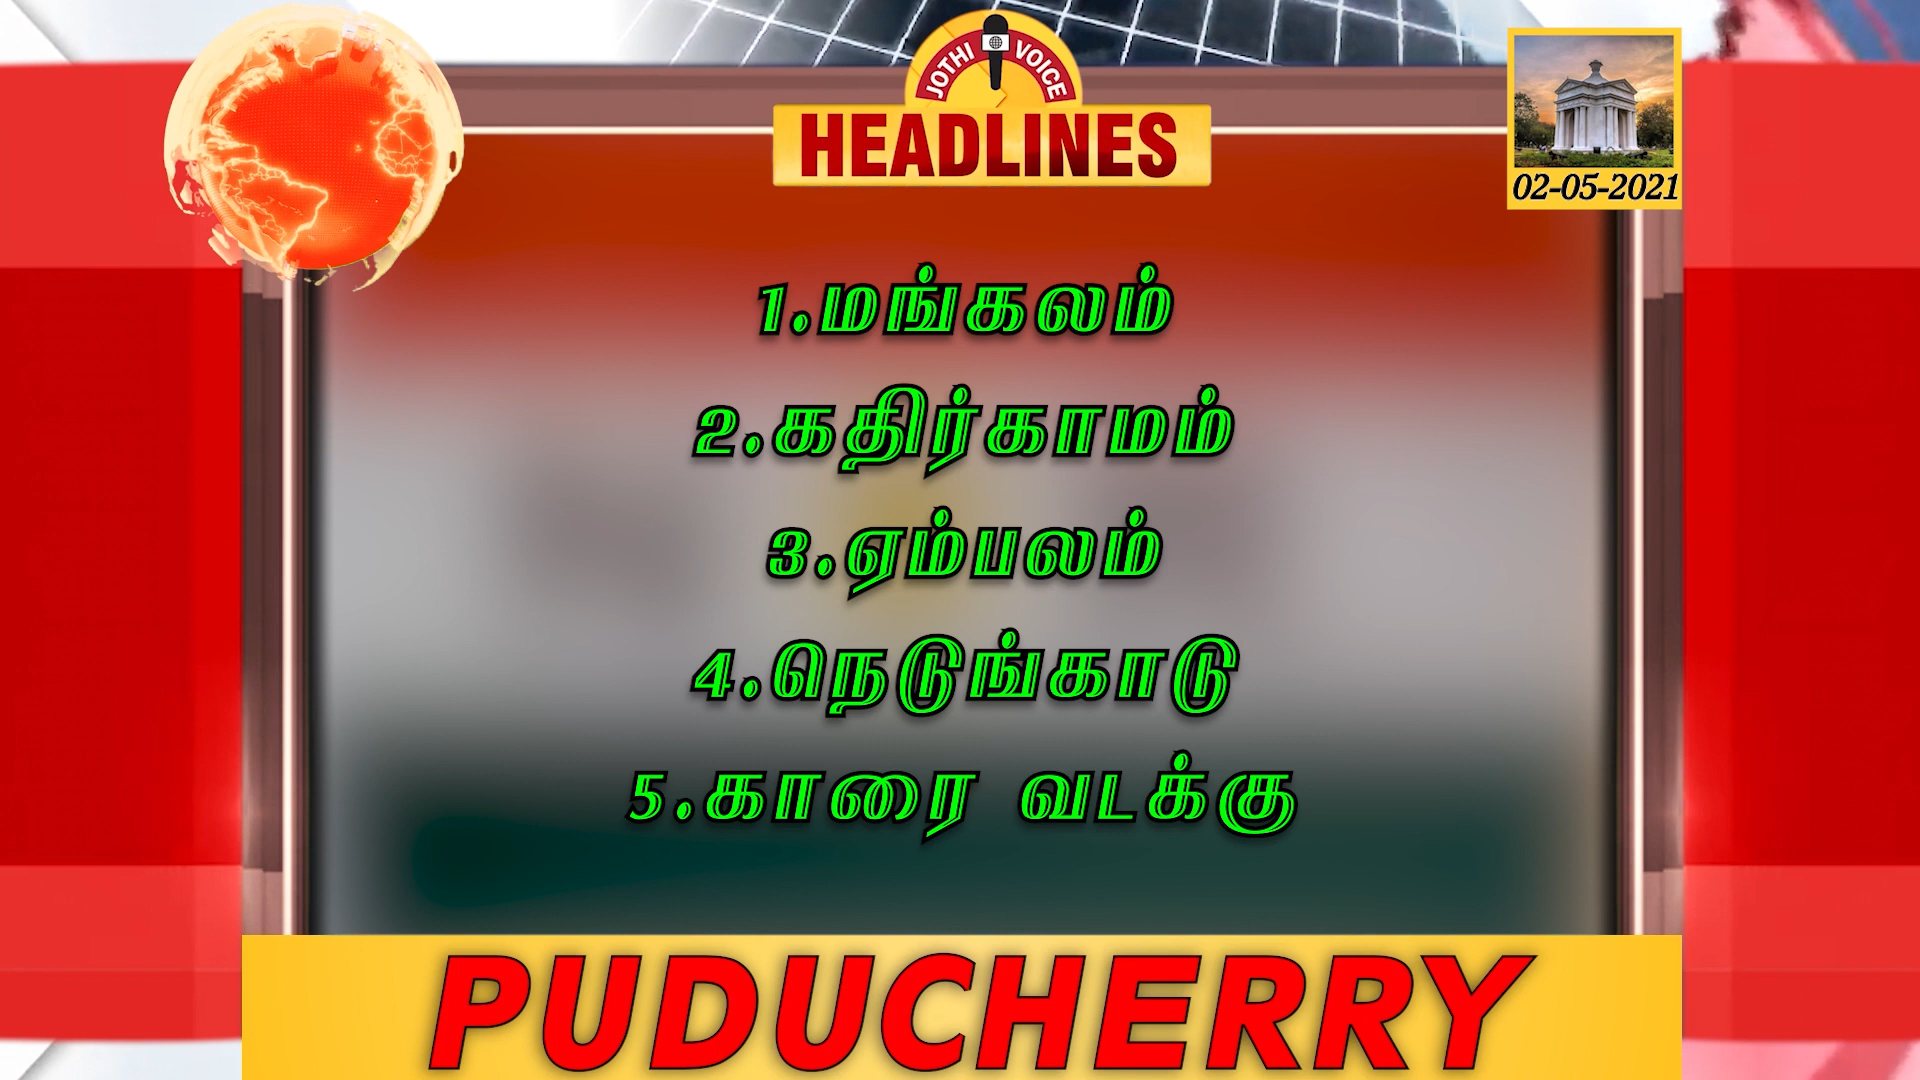 JOTHI VOICE
HEADLINES
02-05-2021
1.மங்கலம்
2.கதிர்காமம்
3.ஏம்பலம்
4.நெடுங்காடு
5.காரை வடக்கு
PUDUCHERRY